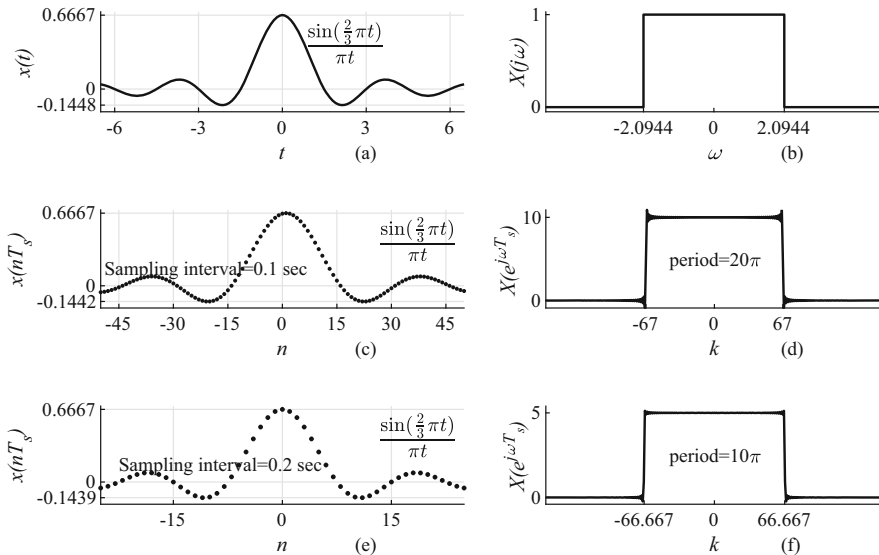 0.6667
0
-0.1448
x(t)
sin(2/3 πt)
πt
-6 -3 0 3 6
t (a)
1
0
X(jω)
-2.0944 0 2.0944
ω (b)
0.6667
0
-0.1442
x(nTs)
sin(2/3 πt)
πt
Sampling interval=0.1 sec
-45 -30 -15 0 15 30 45
n (c)
10
0
X(e^jωTs)
period=20π
-67 0 67
k (d)
0.6667
0
-0.1439
x(nTs)
sin(2/3 πt)
πt
Sampling interval=0.2 sec
-15 0 15
n (e)
5
0
X(e^jωTs)
period=10π
-66.667 0 66.667
k (f)